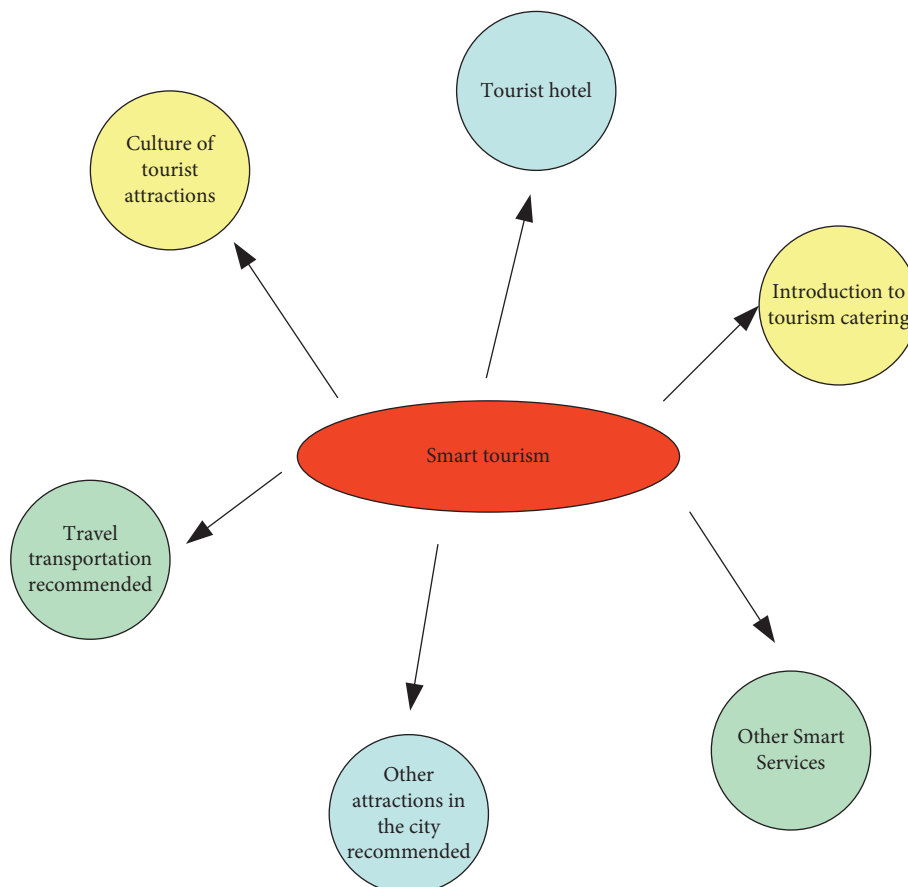 Tourist hotel
Culture of
tourist
attractions
Introduction to
tourism catering
Smart tourism
Travel
transportation
recommended
Other Smart
Services
Other
attractions in
the city
recommended